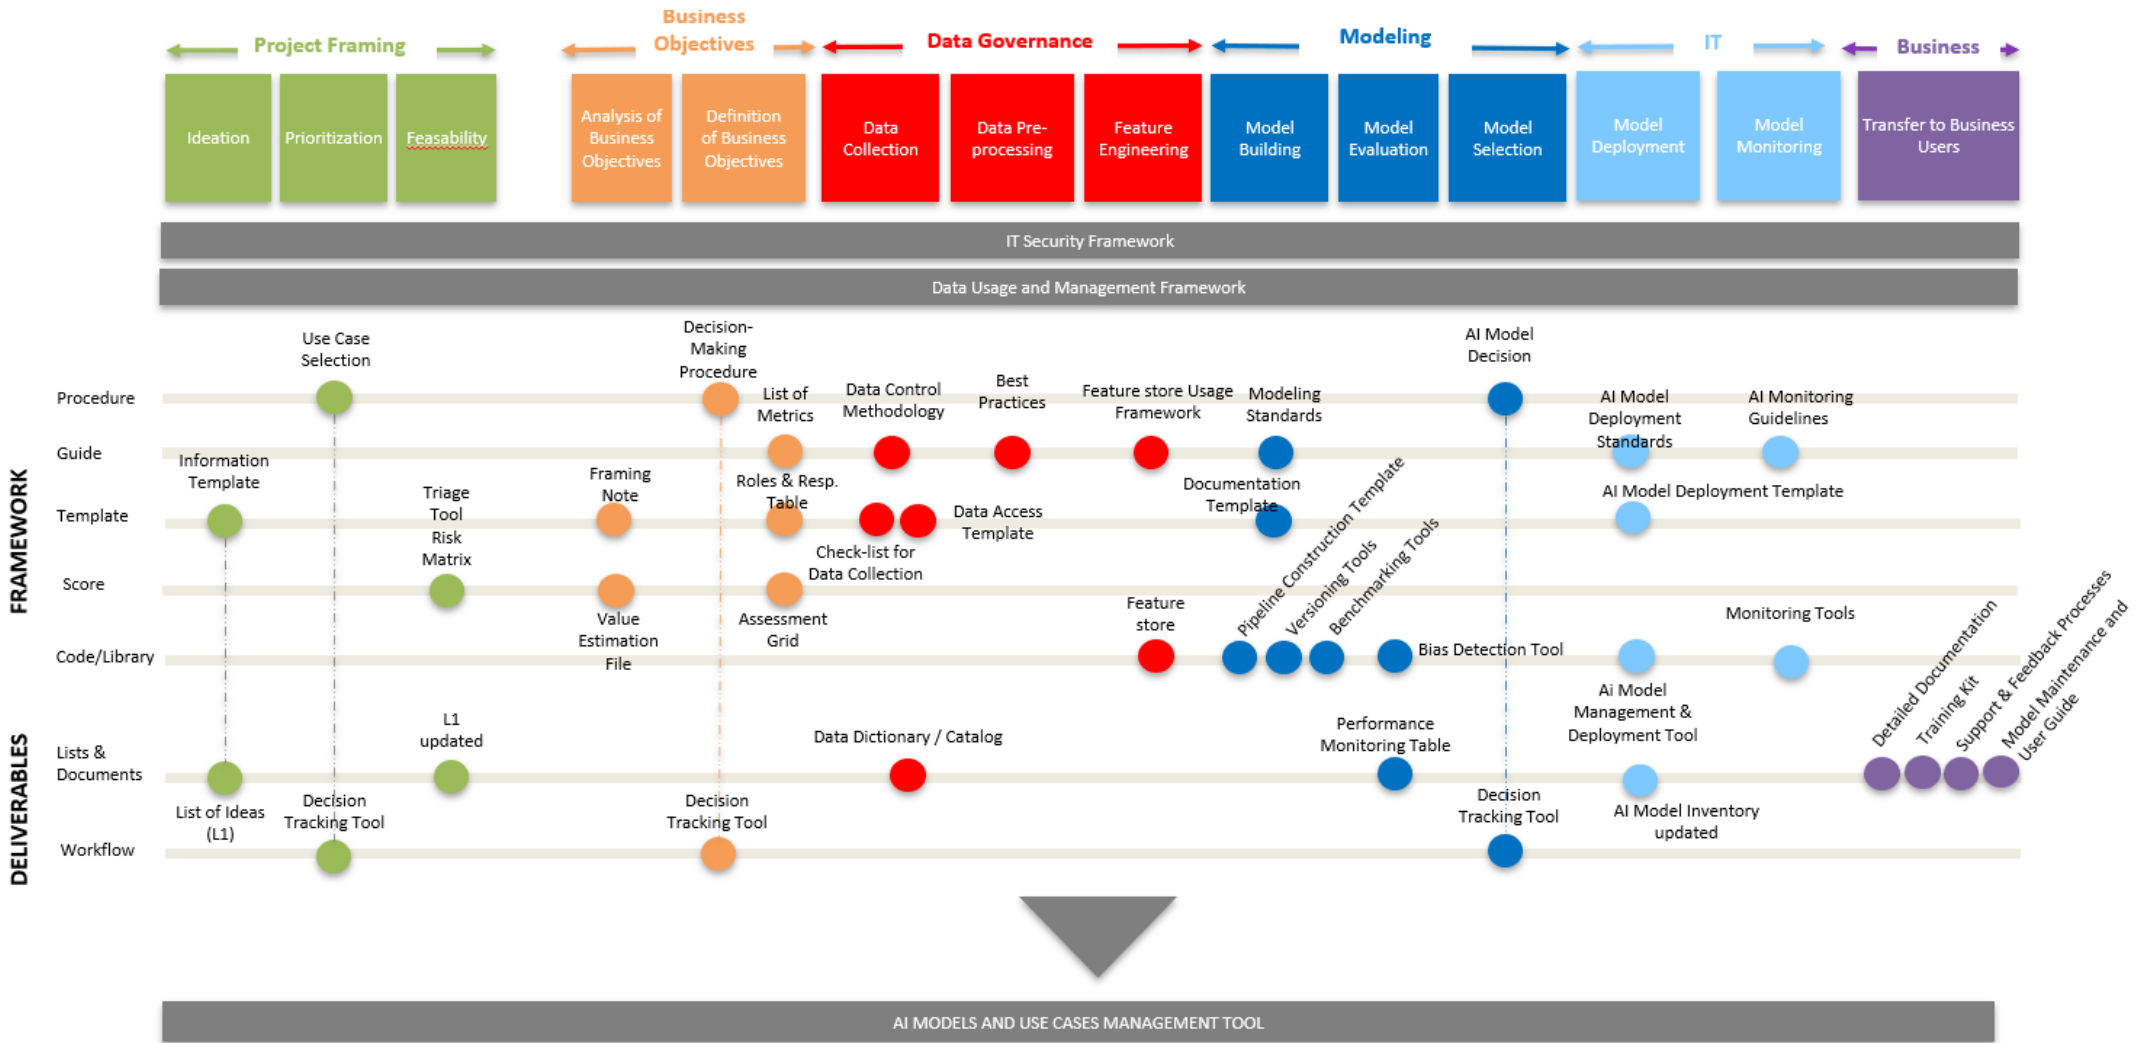 Project Framing
Business
Objectives
Data Governance
Modeling
IT
Business
Ideation
Prioritization
Feasability
Analysis of
Business
Objectives
Definition
of Business
Objectives
Data
Collection
Data Pre-
processing
Feature
Engineering
Model
Building
Model
Evaluation
Model
Selection
Model
Deployment
Model
Monitoring
Transfer to Business
Users
IT Security Framework
Data Usage and Management Framework
FRAMEWORK
Procedure
Use Case
Selection
Decision-
Making
Procedure
AI Model
Decision
Guide
List of
Metrics
Data Control
Methodology
Best
Practices
Feature store Usage
Framework
Modeling
Standards
AI Model
Deployment
Standards
AI Monitoring
Guidelines
Template
Information
Template
Framing
Note
Roles & Resp.
Table
Check-list for
Data Collection
Data Access
Template
Documentation
Template
AI Model Deployment Template
Score
Triage
Tool
Risk
Matrix
Value
Estimation
File
Assessment
Grid
Code/Library
Feature
store
Pipeline Construction Template
Versioning Tools
Benchmarking Tools
Bias Detection Tool
Ai Model
Management &
Deployment Tool
Monitoring Tools
DELIVERABLES
Lists &
Documents
List of Ideas
(L1)
L1
updated
Data Dictionary / Catalog
Performance
Monitoring Table
AI Model Inventory
updated
Detailed Documentation
Training Kit
Support & Feedback Processes
Model Maintenance and
User Guide
Workflow
Decision
Tracking Tool
Decision
Tracking Tool
Decision
Tracking Tool
AI MODELS AND USE CASES MANAGEMENT TOOL